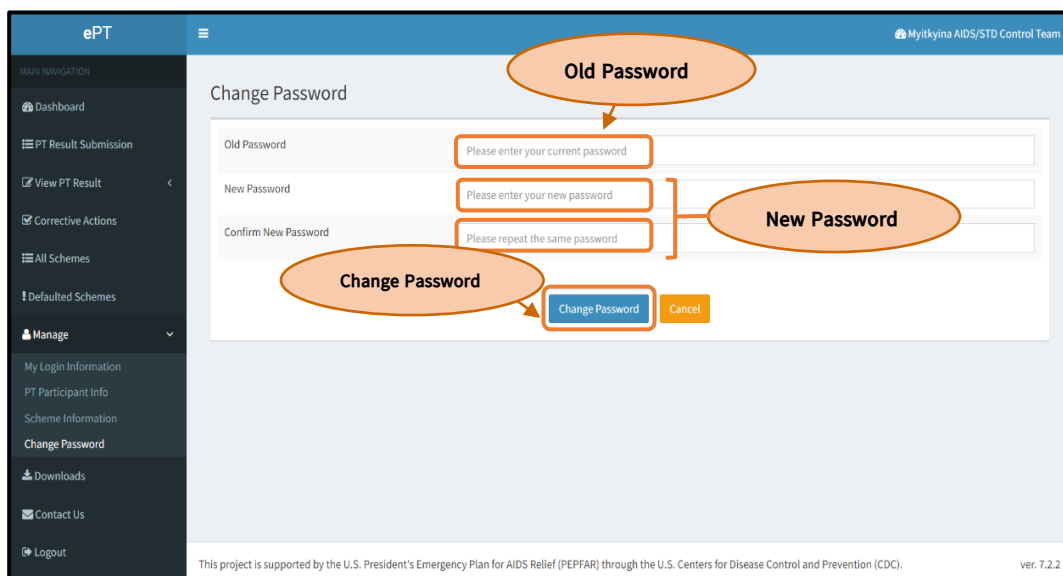 ePT
Myitkyina AIDS/STD Control Team
MAIN NAVIGATION
Dashboard
PT Result Submission
View PT Result
Corrective Actions
All Schemes
Defaulted Schemes
Manage
My Login Information
PT Participant Info
Scheme Information
Change Password
Downloads
Contact Us
Logout
Change Password
Old Password
Old Password
Please enter your current password
New Password
Please enter your new password
New Password
Confirm New Password
Please repeat the same password
Change Password
Change Password
Cancel
This project is supported by the U.S. President's Emergency Plan for AIDS Relief (PEPFAR) through the U.S. Centers for Disease Control and Prevention (CDC).
ver. 7.2.2